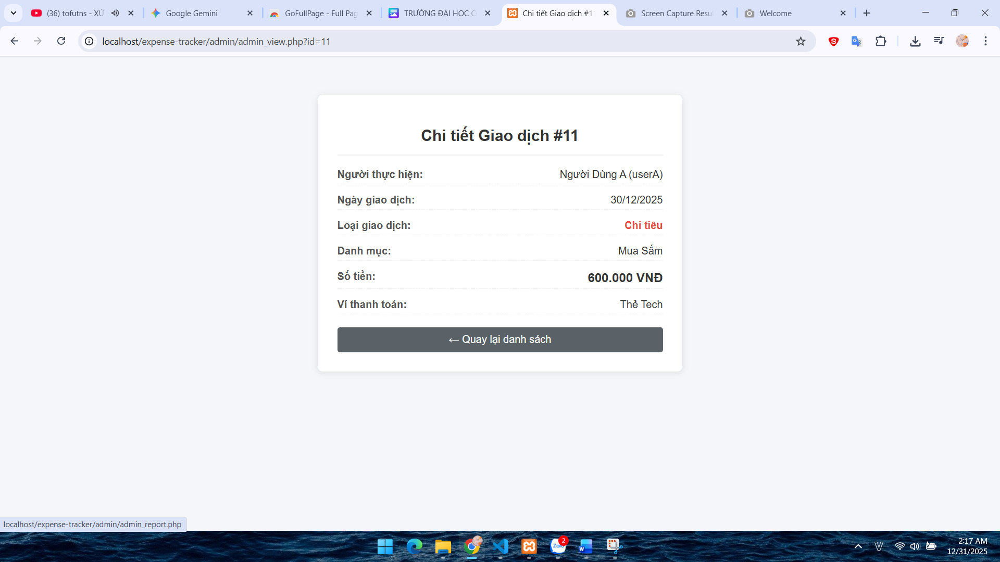 (36) tofutns - XỨ
Google Gemini
GoFullPage - Full Pag
TRƯỜNG ĐẠI HỌC
Chi tiết Giao dịch #11
Screen Capture Resul
Welcome
localhost/expense-tracker/admin/admin_view.php?id=11
Chi tiết Giao dịch #11
Người thực hiện: Người Dùng A (userA)
Ngày giao dịch: 30/12/2025
Loại giao dịch: Chi tiêu
Danh mục: Mua Sắm
Số tiền: 600.000 VNĐ
Ví thanh toán: Thẻ Tech
← Quay lại danh sách
localhost/expense-tracker/admin/admin_report.php
Zalo
2
W
V
2:17 AM
12/31/2025